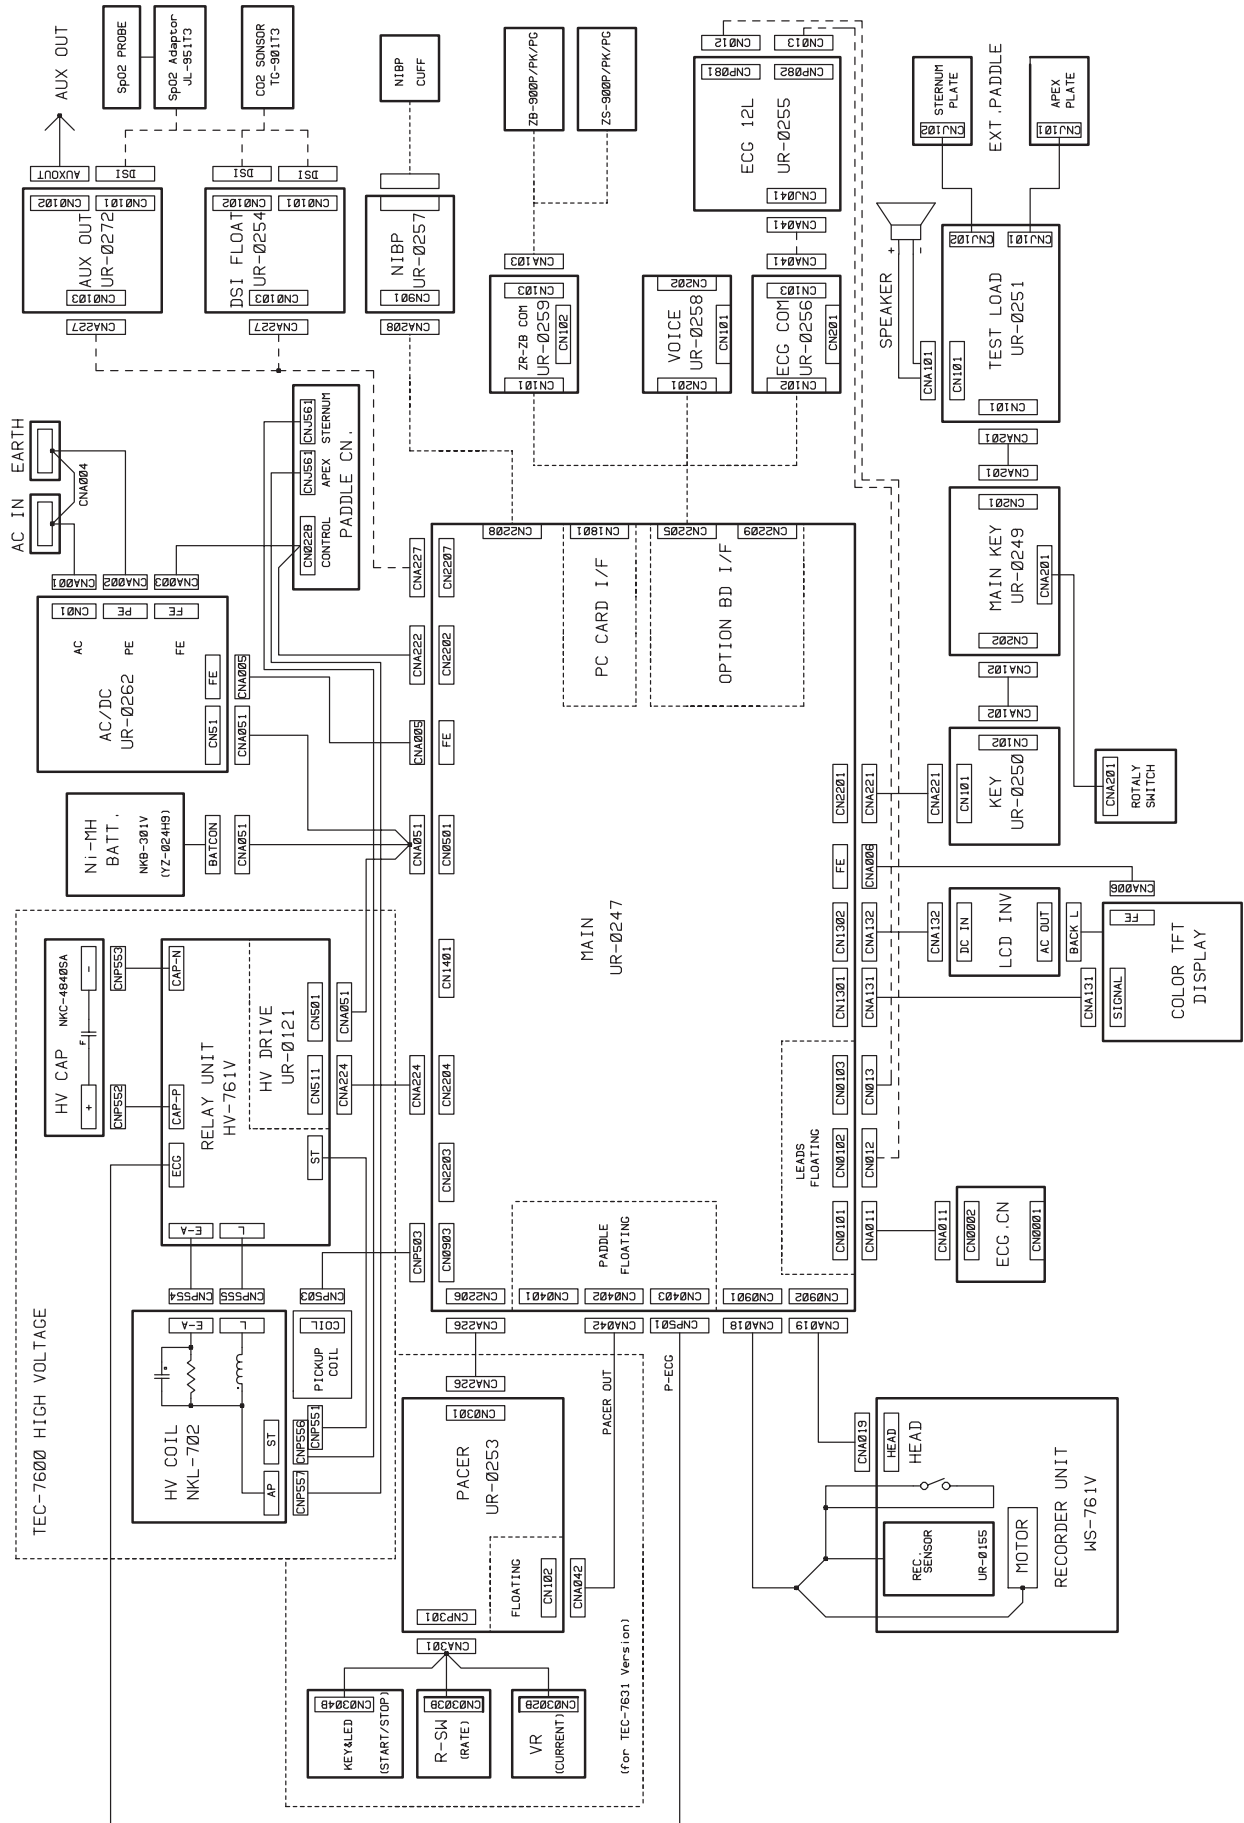 AUX OUT
SpO2 PROBE
SpO2 Adaptor
JL-951T3
CO2 SONSOR
TG-901T3
NIBP
CUFF
ZB-900P/PK/PG
ZS-900P/PK/PG
CN012
CN013
CNP081
CNP082
ECG 12L
UR-0255
CNJ041
CNA041
STERNUM
PLATE
CNJ102
EXT.PADDLE
APEX
PLATE
CNJ101
AUXOUT
DSI
DSI
DSI
CN0102
CN0101
AUX OUT
UR-0272
CN0103
CNA227
CN0102
CN0101
DSI FLOAT
UR-0254
CN0103
CNA227
NIBP
UR-0257
CN901
CNA208
CNA103
CN103
ZR-ZB COM
UR-0259
CN102
CN101
CN202
VOICE
UR-0258
CN101
CN201
CNA041
CN103
ECG COM
UR-0256
CN201
CN102
SPEAKER
+
-
CNA101
CNJ102
CNJ101
CN101
TEST LOAD
UR-0251
CN101
CNA201
AC IN
EARTH
CNA004
CNA001
CNA002
CNA003
CN01
PE
FE
AC
PE
FE
AC/DC
UR-0262
CN51
FE
CNA051
CNA005
CNJ561
CNJ561
CN022B
STERNUM
APEX
CONTROL
PADDLE CN.
CNA201
CN201
MAIN KEY
UR-0249
CNA201
CN202
CNA102
CNA102
CN102
KEY
UR-0250
CN101
CNA221
CNA201
ROTALY
SWITCH
CN2208
CN1801
CN2205
CN2209
PC CARD I/F
OPTION BD I/F
CNA227
CN2207
CNA222
CN2202
CNA005
FE
CNA051
CN0501
CN1401
CNA224
CN2204
CN2203
CNP503
CN0903
MAIN
UR-0247
CN2201
CNA221
FE
CNA006
CN1302
CNA132
CN1301
CNA131
CN0103
CN013
CN0102
CN012
CN0101
CNA011
LEADS
FLOATING
Ni-MH
BATT.
NKB-301V
(YZ-024H9)
BATCON
CNA051
CNA132
DC IN
LCD INV
AC OUT
BACK L
CNA006
FE
CNA131
SIGNAL
COLOR TFT
DISPLAY
CNA011
CN0002
ECG.CN
CN0001
TEC-7600 HIGH VOLTAGE
HV CAP
NKC-4840SA
+
F
-
CNP552
CNP553
CAP-P
CAP-N
ECG
RELAY UNIT
HV-761V
HV DRIVE
UR-0121
CN501
CNA051
CN511
CNA224
ST
E-A
L
CNP554
CNP555
CNP503
E-A
L
COIL
PICKUP
COIL
HV COIL
NKL-702
ST
AP
CNP556
CNP551
CNP557
CN2206
CN0401
CN0402
CN0403
CN0901
CN0902
PADDLE
FLOATING
CNA226
CNA042
CNP501
CNA018
CNA019
CNA226
CN0301
PACER
UR-0253
FLOATING
CN102
CNA042
CNP301
CNA301
PACER OUT
P-ECG
CN0304B
KEY&LED
(START/STOP)
CN0303B
R-SW
(RATE)
CN0302B
VR
(CURRENT)
(for TEC-7631 Version)
CNA019
HEAD
HEAD
REC.
SENSOR
UR-0155
MOTOR
RECORDER UNIT
WS-761V